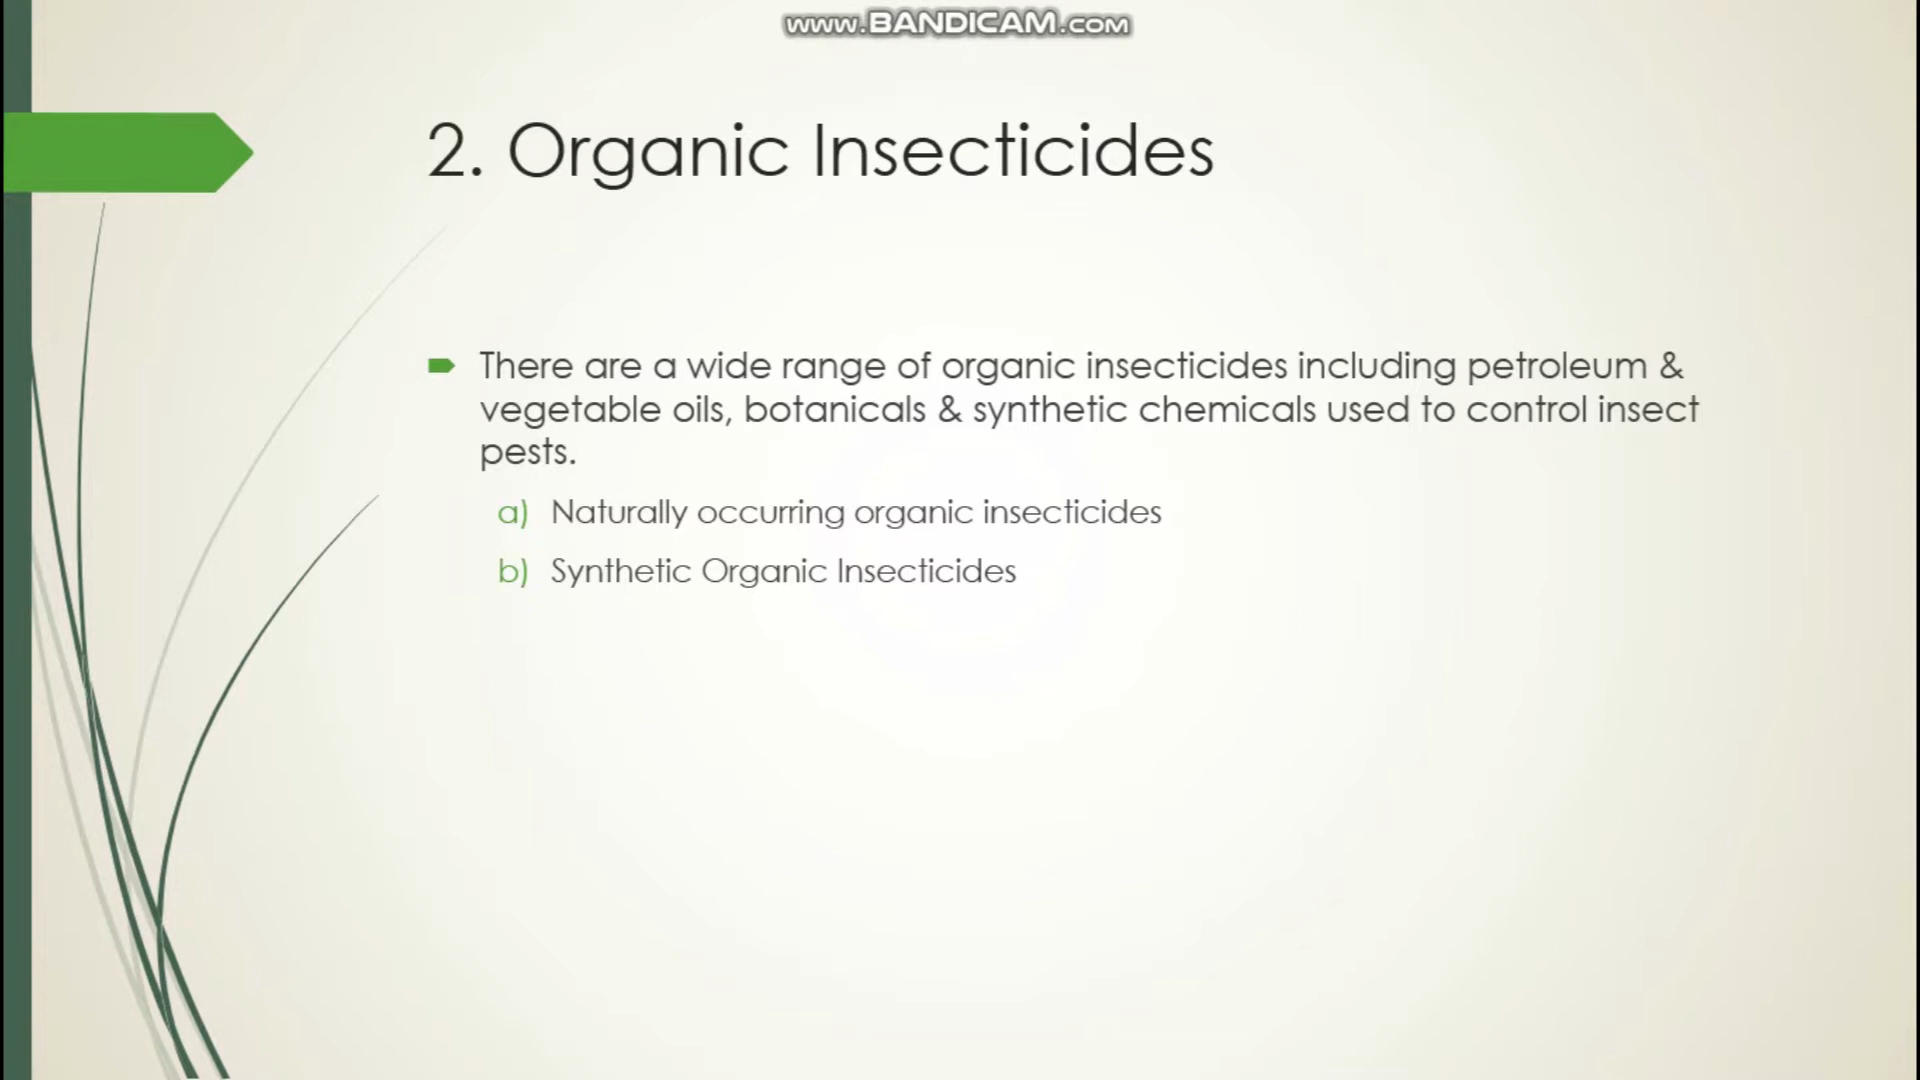 www.BANDICAM.com
2. Organic Insecticides
There are a wide range of organic insecticides including petroleum &
vegetable oils, botanicals & synthetic chemicals used to control insect
pests.
a) Naturally occurring organic insecticides
b) Synthetic Organic Insecticides